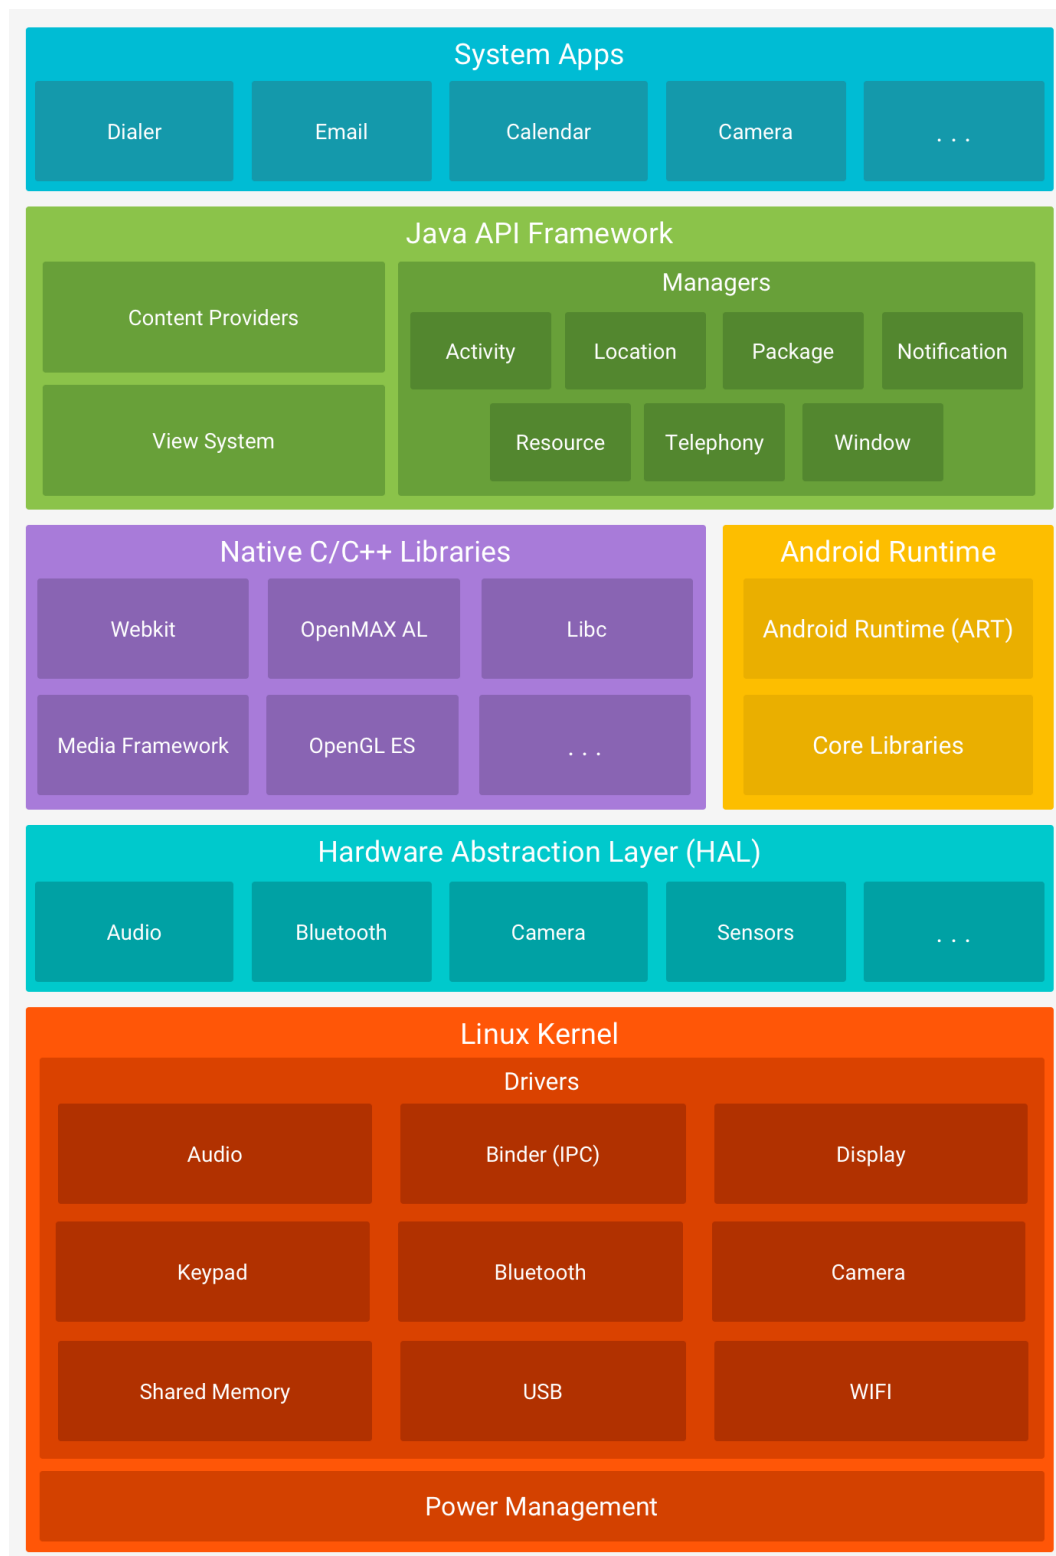 System Apps
Dialer
Email
Calendar
Camera
. . .
Java API Framework
Content Providers
View System
Managers
Activity
Location
Package
Notification
Resource
Telephony
Window
Native C/C++ Libraries
Webkit
OpenMAX AL
Libc
Media Framework
OpenGL ES
. . .
Android Runtime
Android Runtime (ART)
Core Libraries
Hardware Abstraction Layer (HAL)
Audio
Bluetooth
Camera
Sensors
. . .
Linux Kernel
Drivers
Audio
Binder (IPC)
Display
Keypad
Bluetooth
Camera
Shared Memory
USB
WIFI
Power Management